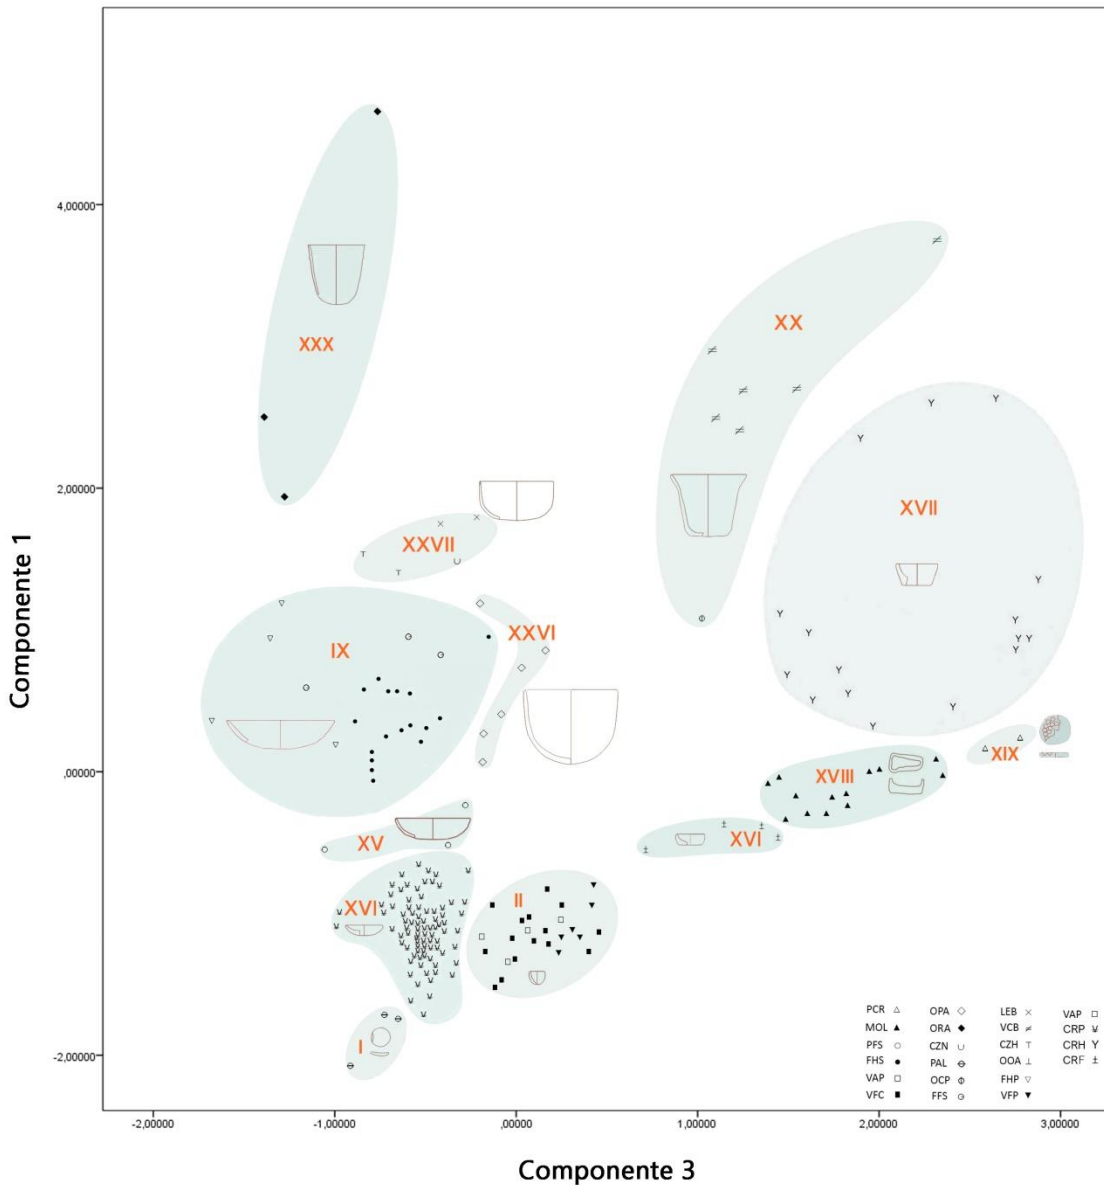 4,00000
XX
XXX
2,00000
XXVII
XVII
XXVI
IX
Componente 1
XIX
,00000
XVIII
XV
XVI
II
XVI
I
-2,00000
PCR OPA LEB VAP
MOL ORA VCB CRP
PFS CZN CZH CRH
FHS PAL OOA CRF
VAP OCP FHP
VFC FFS VFP
-2,00000 -1,00000 ,00000 1,00000 2,00000 3,00000
Componente 3